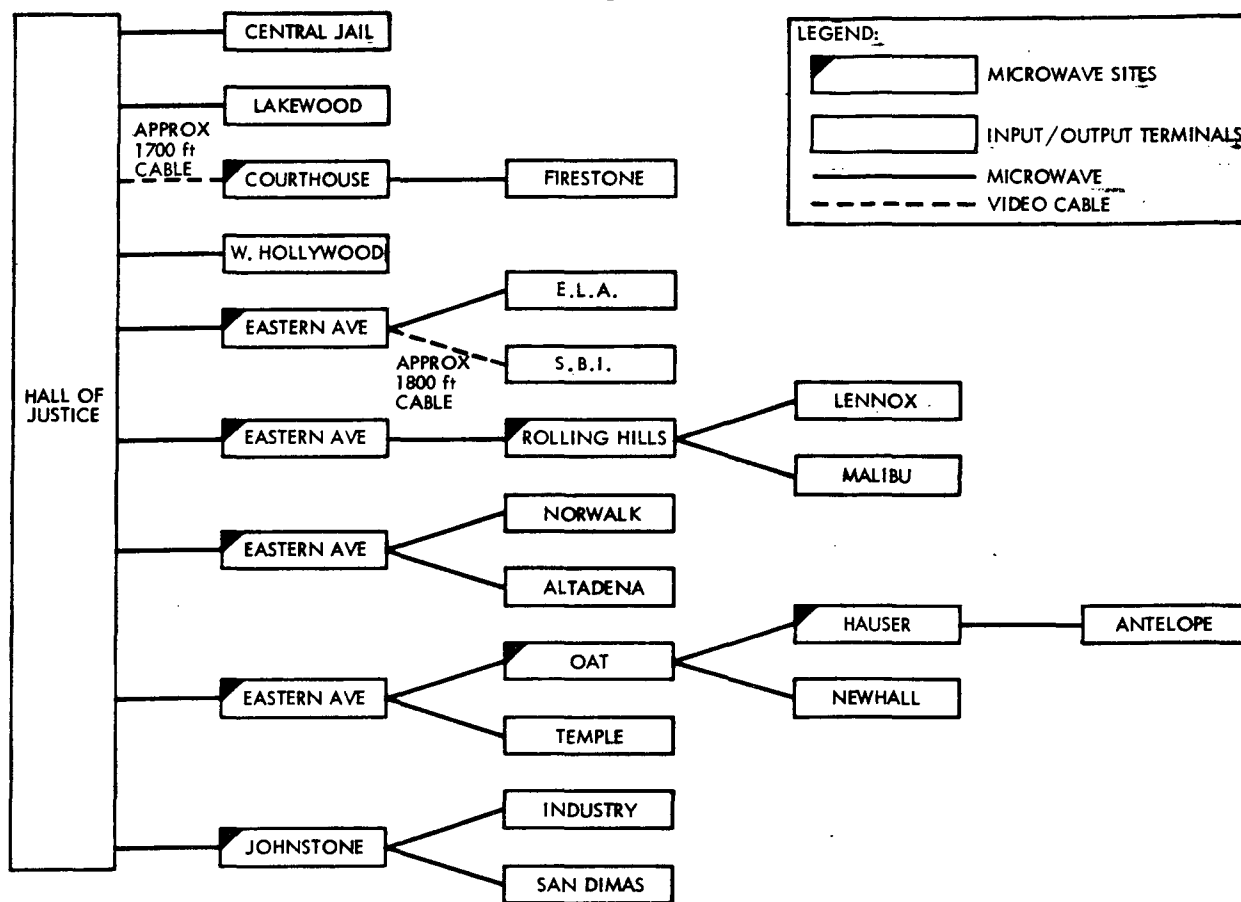 CENTRAL JAIL
LAKEWOOD
APPROX
1700 ft
CABLE
COURTHOUSE
FIRESTONE
W. HOLLYWOOD
EASTERN AVE
E.L.A.
S.B.I.
APPROX
1800 ft
CABLE
HALL OF
JUSTICE
EASTERN AVE
ROLLING HILLS
LENNOX
MALIBU
EASTERN AVE
NORWALK
ALTADENA
EASTERN AVE
OAT
TEMPLE
HAUSER
NEWHALL
ANTELOPE
JOHNSTONE
INDUSTRY
SAN DIMAS
LEGEND:
MICROWAVE SITES
INPUT/OUTPUT TERMINALS
MICROWAVE
VIDEO CABLE